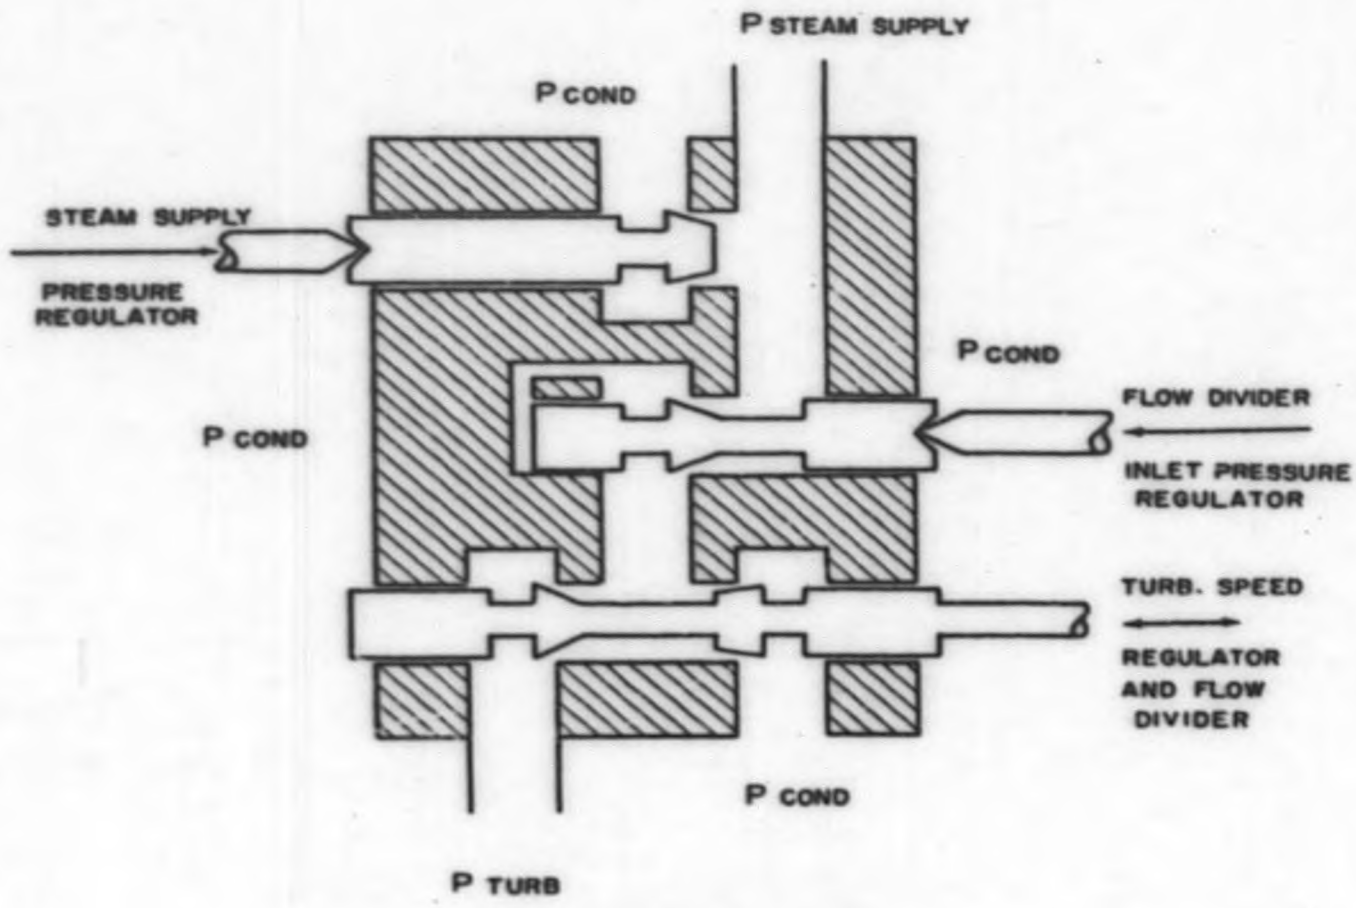 P STEAM SUPPLY
P COND
STEAM SUPPLY
PRESSURE
REGULATOR
P COND
FLOW DIVIDER
INLET PRESSURE
REGULATOR
P COND
TURB. SPEED
REGULATOR
AND FLOW
DIVIDER
P COND
P TURB